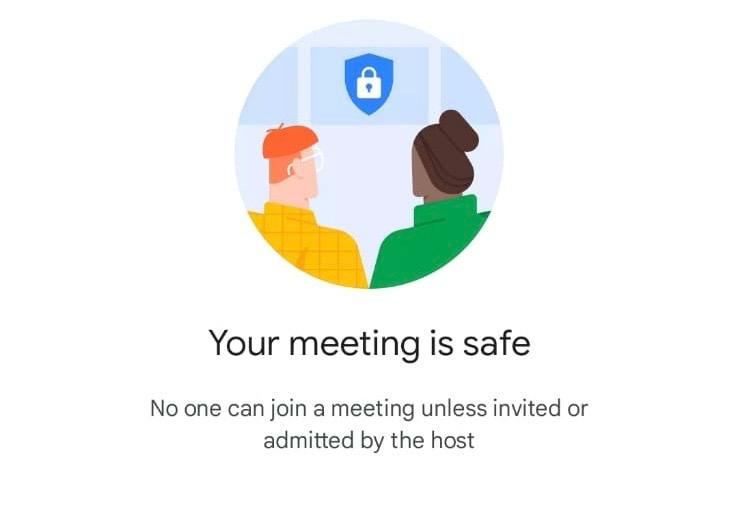 Your meeting is safe
No one can join a meeting unless invited or
admitted by the host